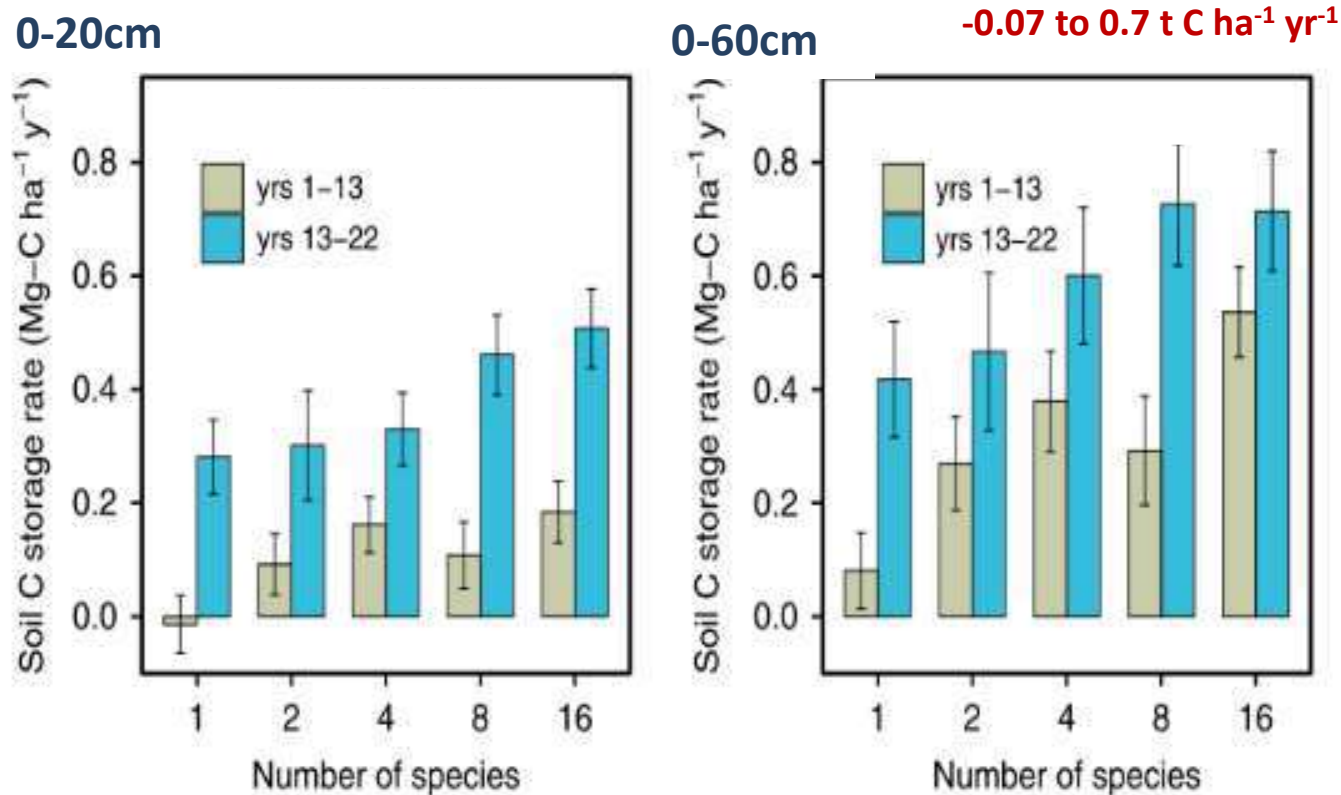 0-20cm
Soil C storage rate (Mg–C ha⁻¹ y⁻¹)
0.8
0.6
0.4
0.2
0.0
yrs 1–13
yrs 13–22
1 2 4 8 16
Number of species
0-60cm
-0.07 to 0.7 t C ha⁻¹ yr⁻¹
Soil C storage rate (Mg–C ha⁻¹ y⁻¹)
0.8
0.6
0.4
0.2
0.0
yrs 1–13
yrs 13–22
1 2 4 8 16
Number of species